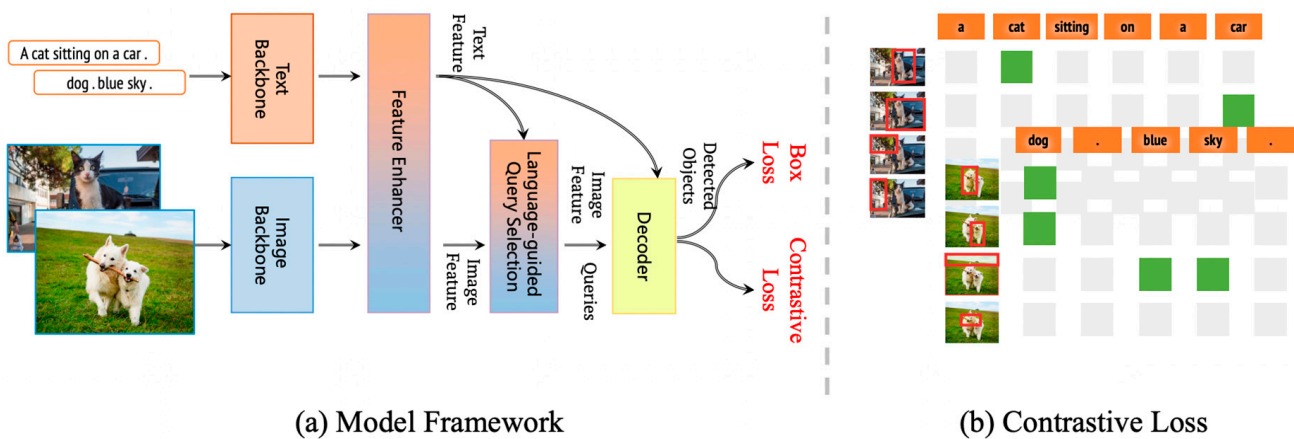 A cat sitting on a car .
dog . blue sky .
Text
Backbone
Image
Backbone
Feature Enhancer
Text
Feature
Image
Feature
Language-guided
Query Selection
Image
Feature
Queries
Decoder
Detected
Objects
Box
Loss
Contrastive
Loss
(a) Model Framework
a cat sitting on a car
dog . blue sky .
(b) Contrastive Loss